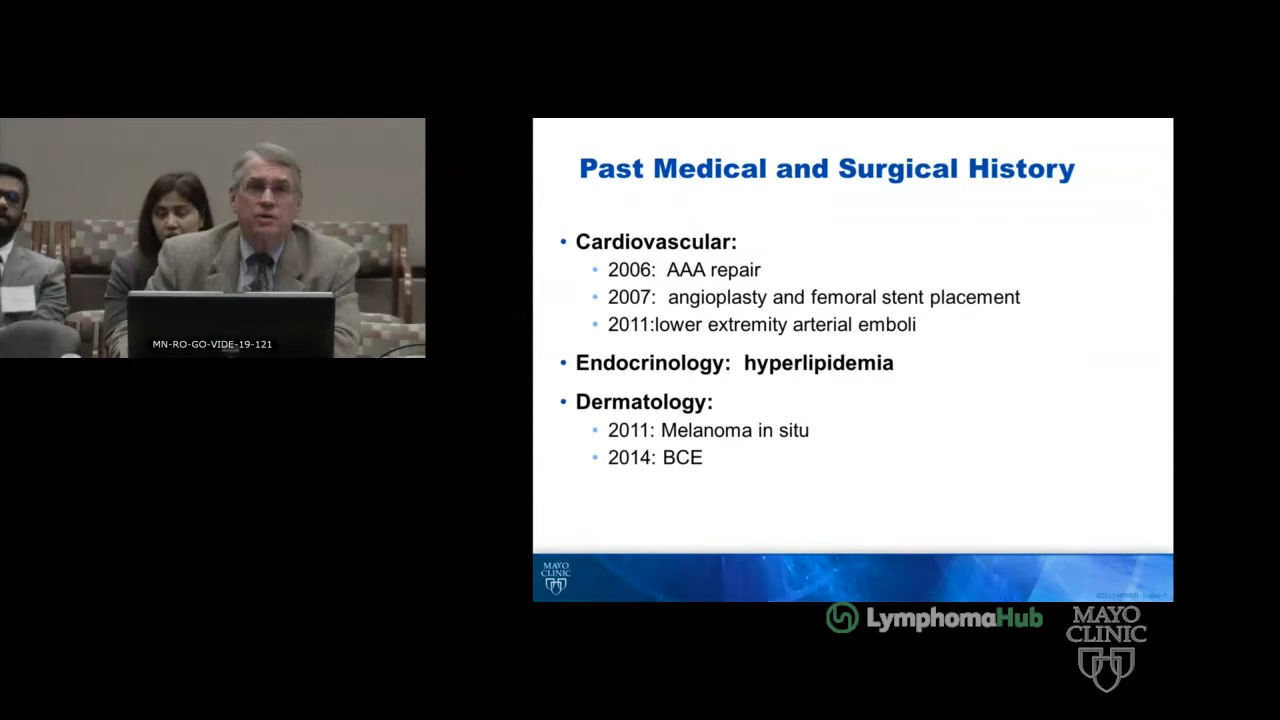 MN-RO-GO-VIDE-19-121
Past Medical and Surgical History
• Cardiovascular:
• 2006: AAA repair
• 2007: angioplasty and femoral stent placement
• 2011:lower extremity arterial emboli
• Endocrinology: hyperlipidemia
• Dermatology:
• 2011: Melanoma in situ
• 2014: BCE
MAYO
CLINIC
LymphomaHub
MAYO
CLINIC